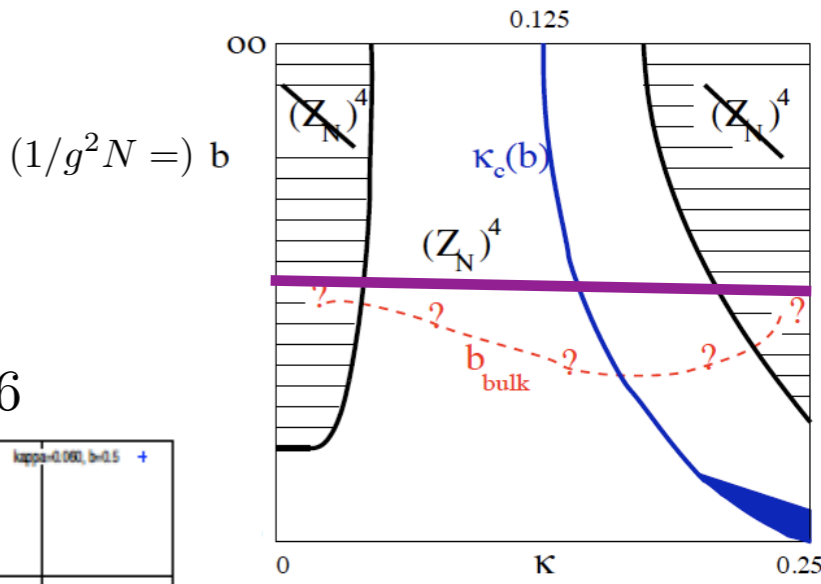 0.125
∞
(Z_N)^4
(Z_N)^4
(1/g^2N =) b
κ_c(b)
(Z_N)^4
?
?
?
?
?
b_bulk
6
kappa=0.060, b=0.5 +
0
κ
0.25